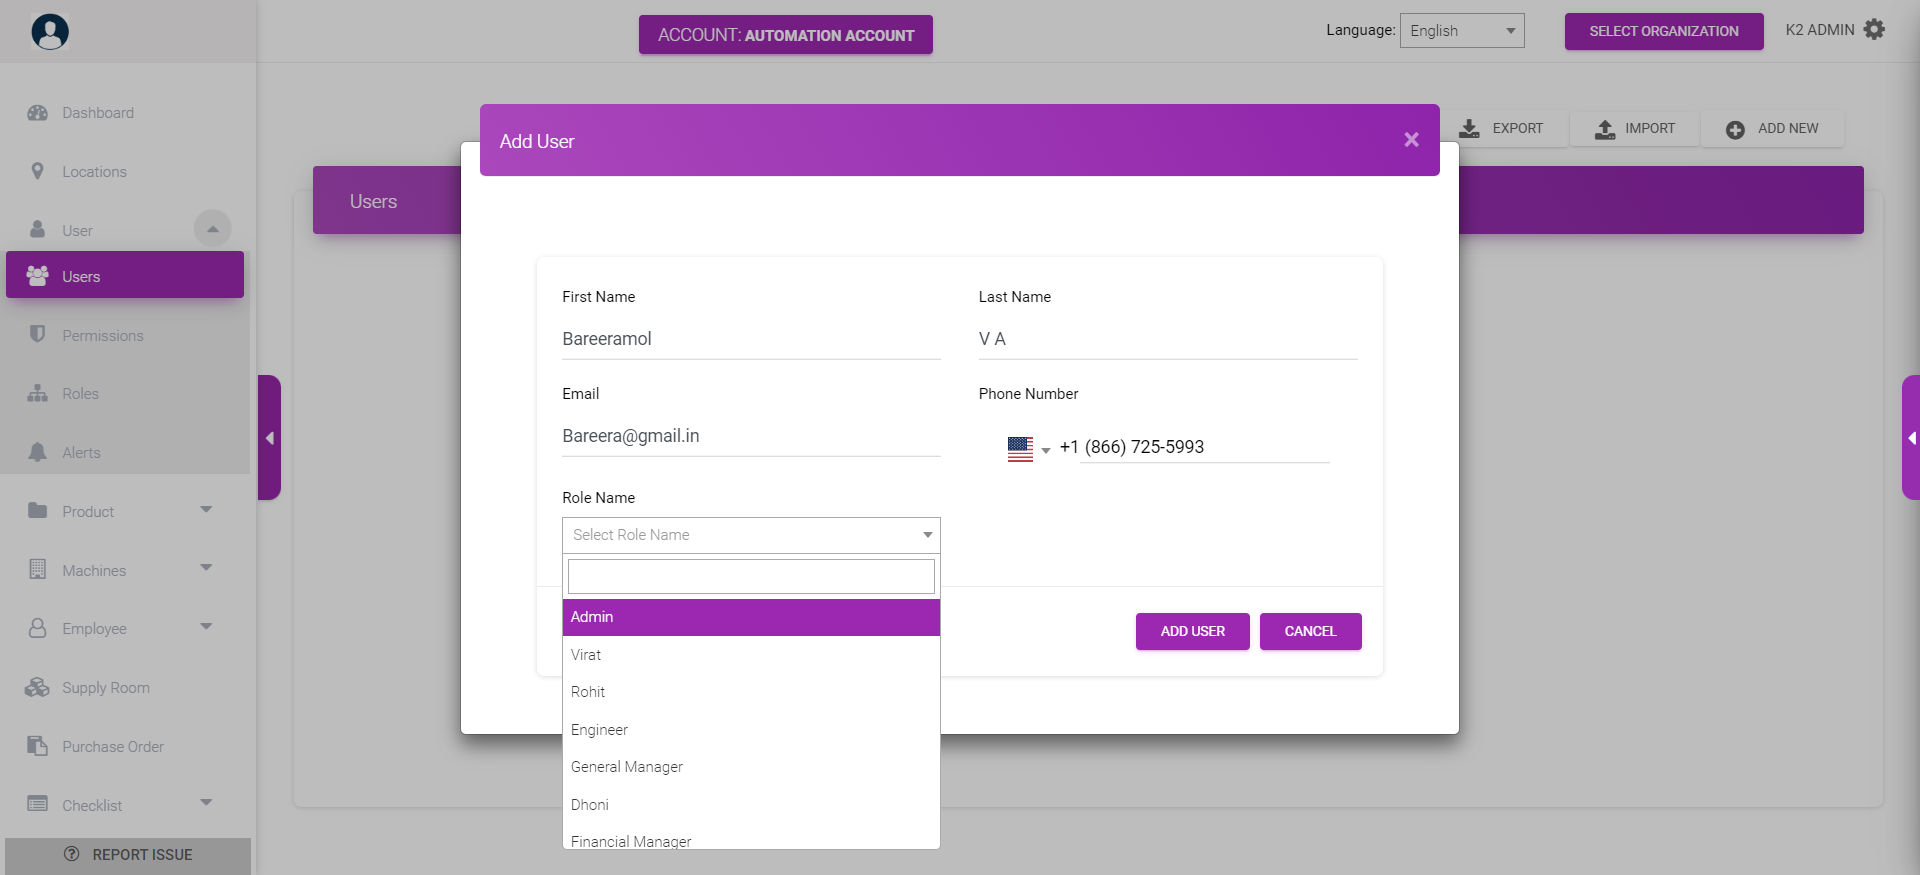 ACCOUNT: AUTOMATION ACCOUNT
Language:
English
SELECT ORGANIZATION
K2 ADMIN
Dashboard
Locations
User
Users
Permissions
Roles
Alerts
Product
Machines
Employee
Supply Room
Purchase Order
Checklist
REPORT ISSUE
EXPORT
IMPORT
ADD NEW
Users
Add User
×
First Name
Bareeramol
Last Name
V A
Email
Bareera@gmail.in
Phone Number
+1 (866) 725-5993
Role Name
Select Role Name
Admin
Virat
Rohit
Engineer
General Manager
Dhoni
Financial Manager
ADD USER
CANCEL